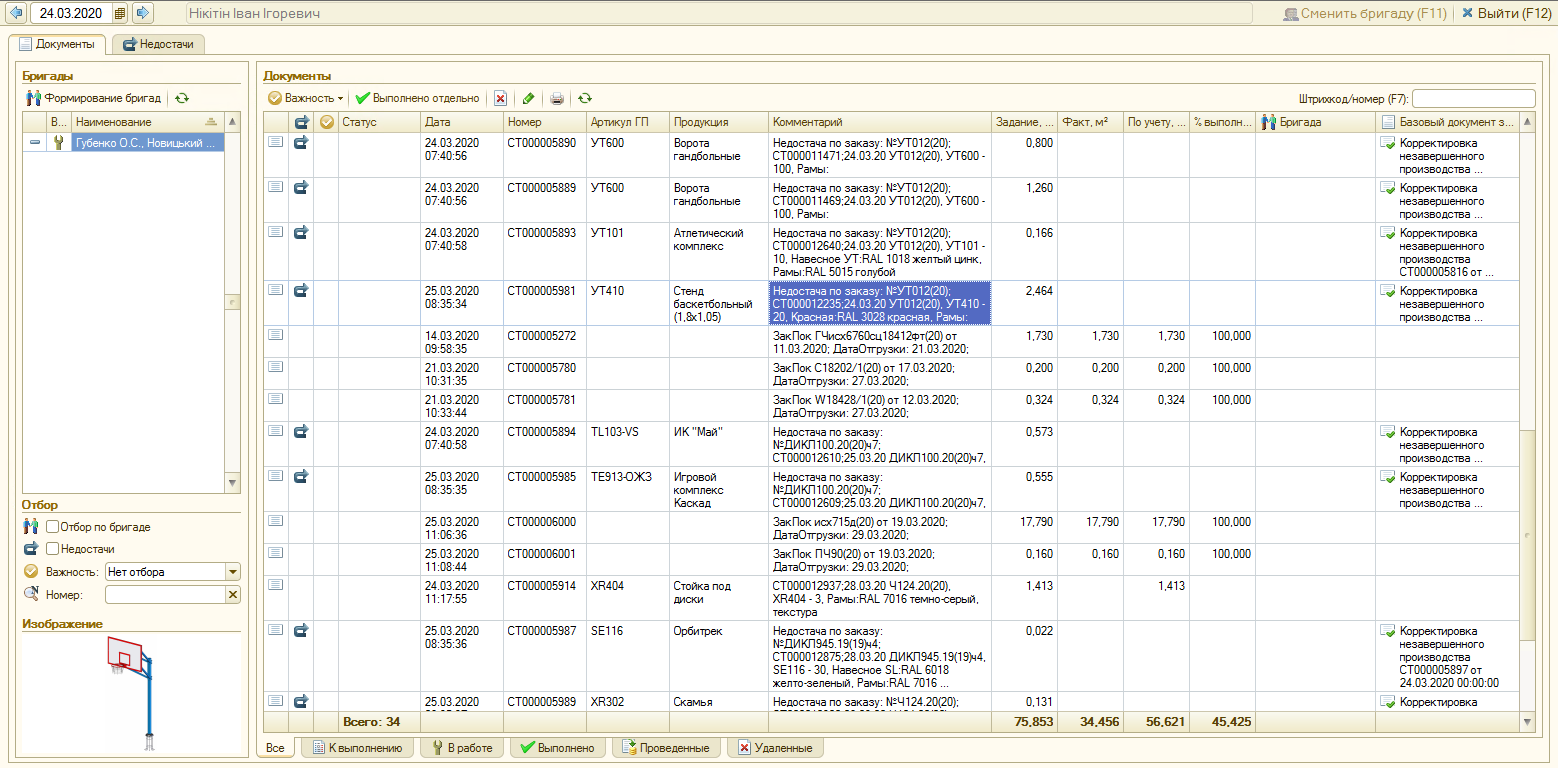 24.03.2020 Нікітін Іван Ігоревич Сменить бригаду (F11) Выйти (F12)
Документы Недостачи
Бригады
Формирование бригад
В... Наименование
Губенко О.С., Новицький ...
Отбор
Отбор по бригаде
Недостачи
Важность: Нет отбора
Номер:
Изображение
Документы
Важность Выполнено отдельно Штрихкод/номер (F7):
Статус Дата Номер Артикул ГП Продукция Комментарий Задание, ... Факт, м² По учету, ... % выполн... Бригада Базовый документ з...
24.03.2020 СТ000005890 УТ600 Ворота Недостача по заказу: №УТ012(20); 0,800 Корректировка
07:40:56 гандбольные СТ000011471;24.03.20 УТ012(20), УТ600 - незавершенного
100, Рамы: производства ...
24.03.2020 СТ000005889 УТ600 Ворота Недостача по заказу: №УТ012(20); 1,260 Корректировка
07:40:56 гандбольные СТ000011469;24.03.20 УТ012(20), УТ600 - незавершенного
100, Рамы: производства ...
24.03.2020 СТ000005893 УТ101 Атлетический Недостача по заказу: №УТ012(20); 0,166 Корректировка
07:40:58 комплекс СТ000012640;24.03.20 УТ012(20), УТ101 - незавершенного
10, Навесное УТ:RAL 1018 желтый цинк, производства
Рамы:RAL 5015 голубой СТ000005816 от ...
25.03.2020 СТ000005981 УТ410 Стенд Недостача по заказу: №УТ012(20); 2,464 Корректировка
08:35:34 баскетбольный СТ000012235;24.03.20 УТ012(20), УТ410 - незавершенного
(1,8х1,05) 20, Красная:RAL 3028 красная, Рамы: производства ...
14.03.2020 СТ000005272 ЗакПок ГЧисх6760сц18412фт(20) от 1,730 1,730 1,730 100,000
09:58:35 11.03.2020; ДатаОтгрузки: 21.03.2020;
21.03.2020 СТ000005780 ЗакПок С18202/1(20) от 17.03.2020; 0,200 0,200 0,200 100,000
10:31:35 ДатаОтгрузки: 27.03.2020;
21.03.2020 СТ000005781 ЗакПок W18428/1(20) от 12.03.2020; 0,324 0,324 0,324 100,000
10:33:44 ДатаОтгрузки: 27.03.2020;
24.03.2020 СТ000005894 TL103-VS ИК "Май" Недостача по заказу: 0,573 Корректировка
07:40:58 №ДИКП100.20(20)ч7; незавершенного
СТ000012610;25.03.20 ДИКП100.20(20)ч7, производства ...
25.03.2020 СТ000005985 ТЕ913-ОЖЗ Игровой Недостача по заказу: 0,555 Корректировка
08:35:35 комплекс №ДИКП100.20(20)ч7; незавершенного
Каскад СТ000012609;25.03.20 ДИКП100.20(20)ч7, производства ...
25.03.2020 СТ000006000 ЗакПок исх715д(20) от 19.03.2020; 17,790 17,790 17,790 100,000
11:06:36 ДатаОтгрузки: 29.03.2020;
25.03.2020 СТ000006001 ЗакПок ПЧ90(20) от 19.03.2020; 0,160 0,160 0,160 100,000
11:08:44 ДатаОтгрузки: 29.03.2020;
24.03.2020 СТ000005914 XR404 Стойка под СТ000012937;28.03.20 Ч124.20(20), 1,413 1,413
11:17:55 диски XR404 - 3, Рамы:RAL 7016 темно-серый,
текстура
25.03.2020 СТ000005987 SE116 Орбитрек Недостача по заказу: 0,022 Корректировка
08:35:36 №ДИКП945.19(19)ч4; незавершенного
СТ000012875;28.03.20 ДИКП945.19(19)ч4, производства
SE116 - 30, Навесное SL:RAL 6018 СТ000005897 от
желто-зеленый, Рамы:RAL 7016 ... 24.03.2020 00:00:00
25.03.2020 СТ000005989 XR302 Скамья Недостача по заказу: №Ч124.20(20); 0,131 Корректировка
Всего: 34 75,853 34,456 56,621 45,425
Все К выполнению В работе Выполнено Проведенные Удаленные